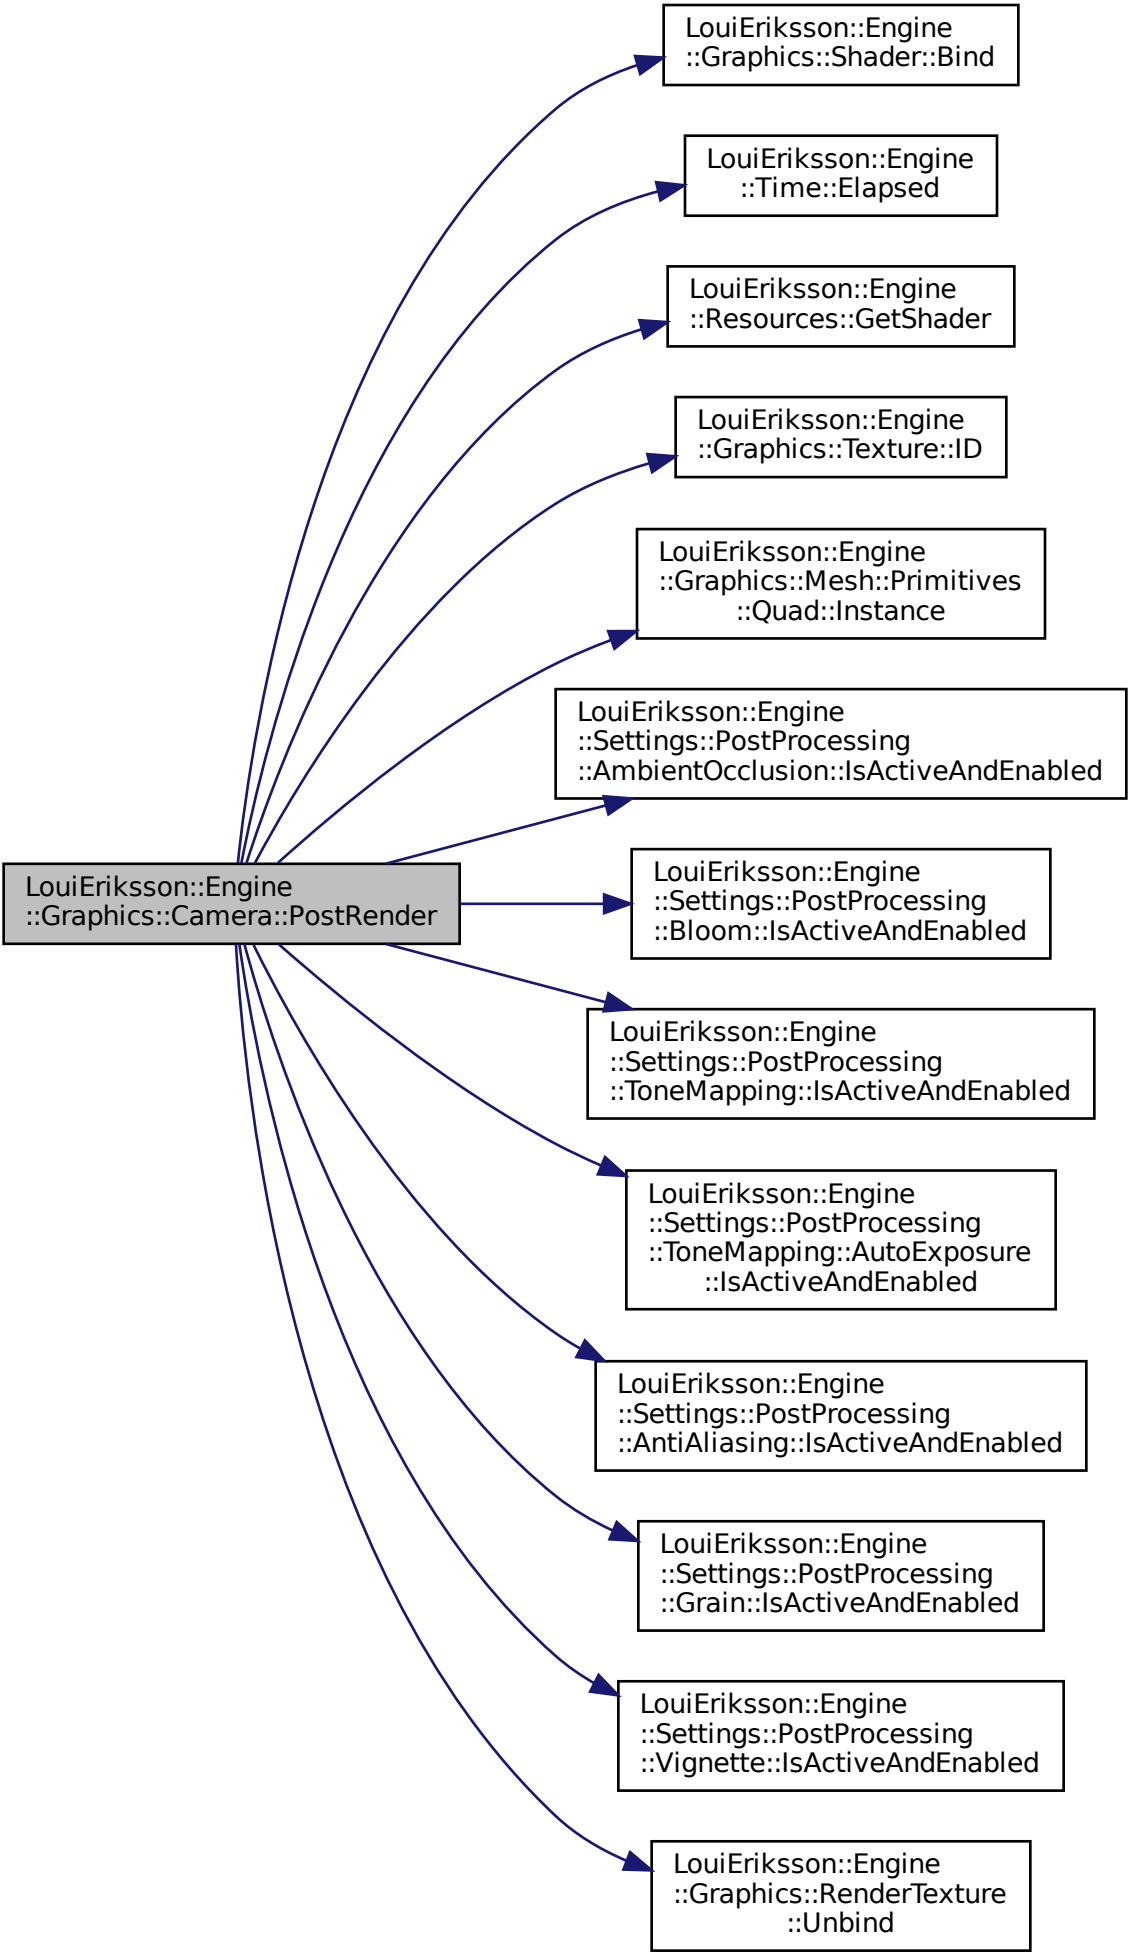 LouiEriksson::Engine
::Graphics::Shader::Bind
LouiEriksson::Engine
::Time::Elapsed
LouiEriksson::Engine
::Resources::GetShader
LouiEriksson::Engine
::Graphics::Texture::ID
LouiEriksson::Engine
::Graphics::Mesh::Primitives
::Quad::Instance
LouiEriksson::Engine
::Settings::PostProcessing
::AmbientOcclusion::IsActiveAndEnabled
LouiEriksson::Engine
::Graphics::Camera::PostRender
LouiEriksson::Engine
::Settings::PostProcessing
::Bloom::IsActiveAndEnabled
LouiEriksson::Engine
::Settings::PostProcessing
::ToneMapping::IsActiveAndEnabled
LouiEriksson::Engine
::Settings::PostProcessing
::ToneMapping::AutoExposure
::IsActiveAndEnabled
LouiEriksson::Engine
::Settings::PostProcessing
::AntiAliasing::IsActiveAndEnabled
LouiEriksson::Engine
::Settings::PostProcessing
::Grain::IsActiveAndEnabled
LouiEriksson::Engine
::Settings::PostProcessing
::Vignette::IsActiveAndEnabled
LouiEriksson::Engine
::Graphics::RenderTexture
::Unbind